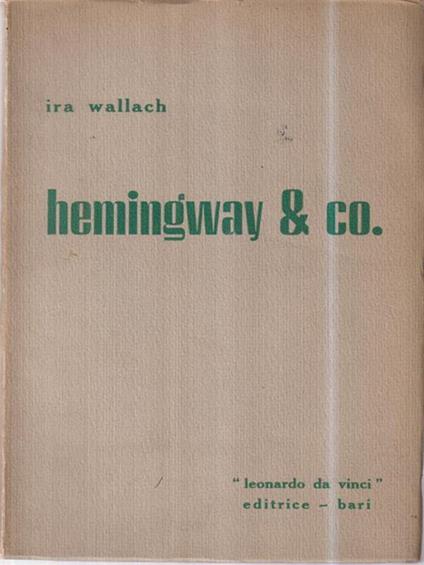 ira wallach
hemingway & co.
“ leonardo da vinci ”
editrice - bari